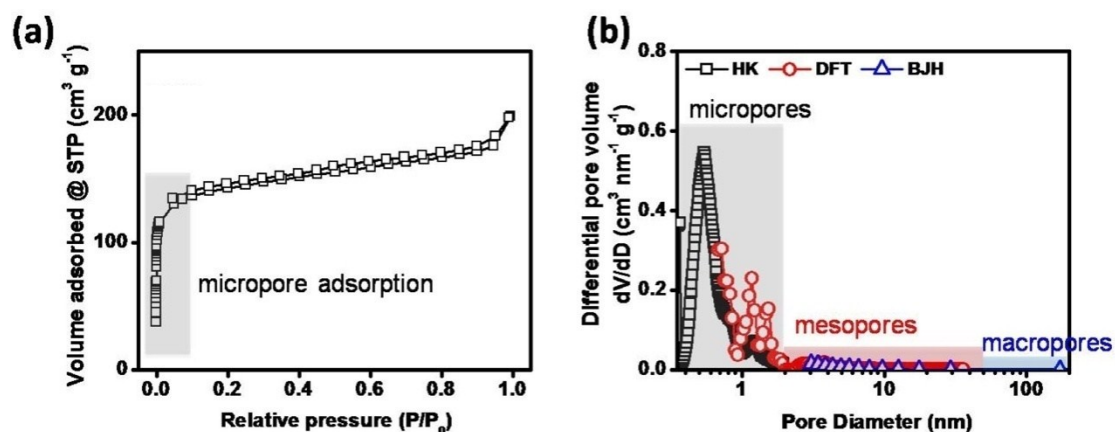 (a)
Volume adsorbed @ STP (cm³ g⁻¹)
200
100
0
micropore adsorption
0.0 0.2 0.4 0.6 0.8 1.0
Relative pressure (P/P₀)
(b)
Differential pore volume
dV/dD (cm³ nm⁻¹ g⁻¹)
0.8
0.6
0.4
0.2
0.0
HK DFT BJH
micropores
mesopores
macropores
1 10 100
Pore Diameter (nm)